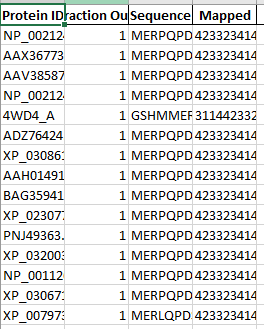 Protein ID raction Ou Sequence Mapped
NP_00212 1 MERPQPD 423323414
AAX36773 1 MERPQPD 423323414
AAV38587 1 MERPQPD 423323414
NP_00212 1 MERPQPD 423323414
4WD4_A 1 GSHMMER 311442332
ADZ76424 1 MERPQPD 423323414
XP_03086 1 MERPQPD 423323414
AAH01491 1 MERPQPD 423323414
BAG35941 1 MERPQPD 423323414
XP_02307 1 MERPQPD 423323414
PNJ49363. 1 MERPQPD 423323414
XP_03200 1 MERPQPD 423323414
NP_00112 1 MERPQPD 423323414
XP_03067 1 MERPQPD 423323414
XP_00797 1 MERLQPD 423323414